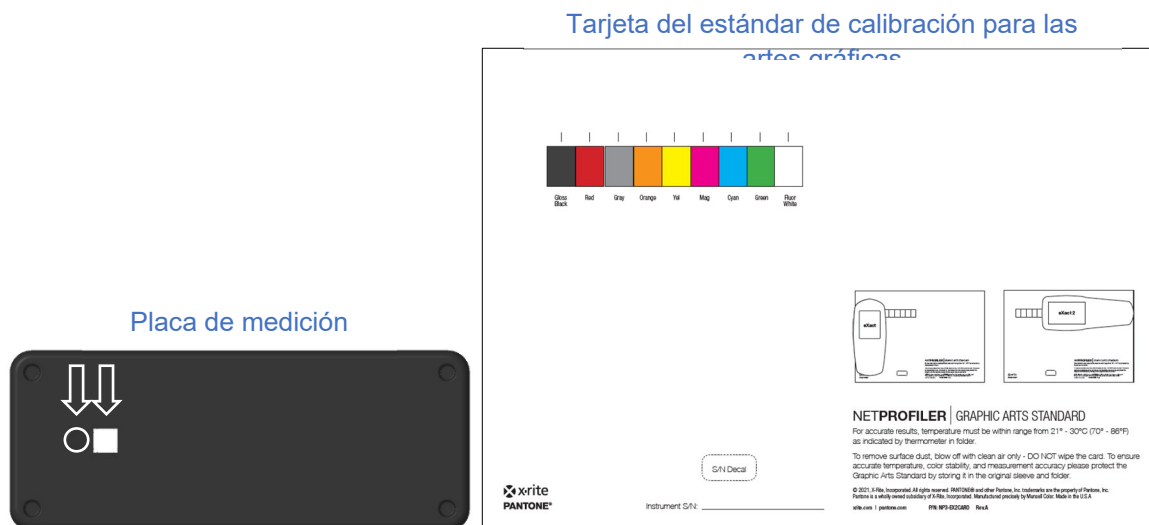 Tarjeta del estándar de calibración para las
artes gráficas
Gloss
Black
Red
Gray
Orange
Yel
Mag
Cyan
Green
Fluor
White
Placa de medición
eXact
eXact 2
NETPROFILER | GRAPHIC ARTS STANDARD
For accurate results, temperature must be within range from 21° - 30°C (70° - 86°F)
as indicated by thermometer in folder.
To remove surface dust, blow off with clean air only - DO NOT wipe the card. To ensure
accurate temperature, color stability, and measurement accuracy please protect the
Graphic Arts Standard by storing it in the original sleeve and folder.
© 2021, X-Rite, Incorporated. All rights reserved. PANTONE® and other Pantone, Inc. trademarks are the property of Pantone, Inc.
Pantone is a wholly owned subsidiary of X-Rite, Incorporated. Manufactured precisely by Munsell Color. Made in the U.S.A
xrite.com | pantone.com P/N: NP3-EX2CARD Rev.A
S/N Decal
x·rite
PANTONE®
Instrument S/N: